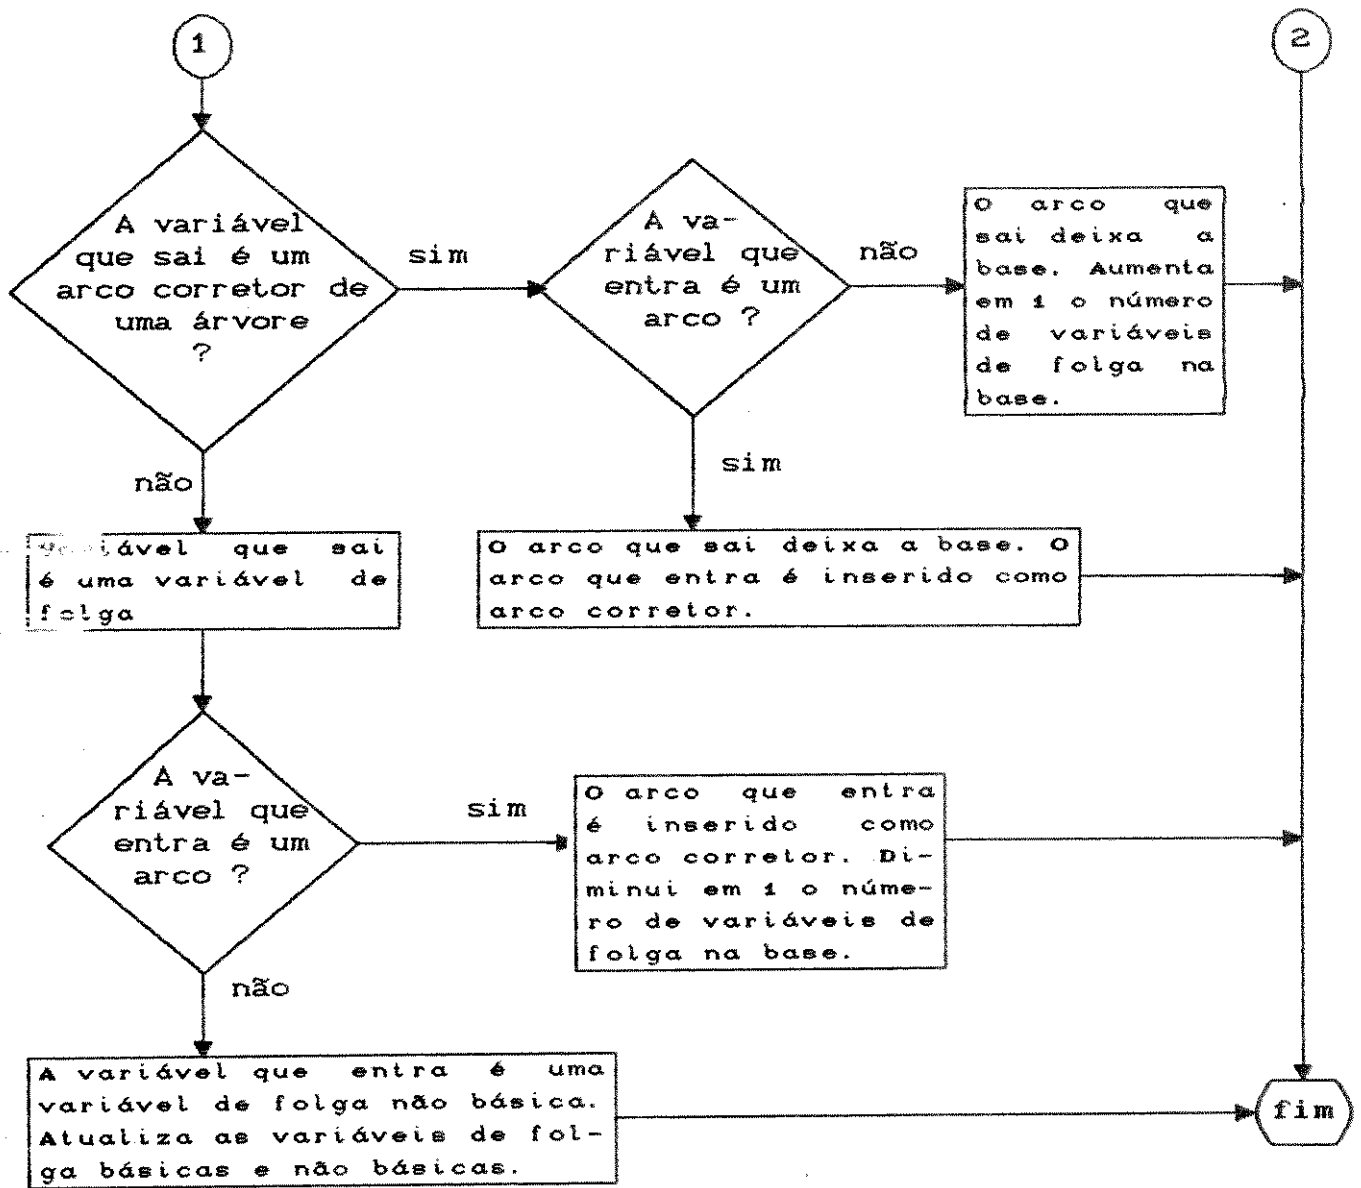 1
2
A variável
que sai é um
arco corretor de
uma árvore
?
sim
A va-
riável que
entra é um
arco ?
não
O arco que
sai deixa a
base. Aumenta
em 1 o número
de variáveis
de folga na
base.
não
sim
que sai
é uma variável de
folga
O arco que sai deixa a base. O
arco que entra é inserido como
arco corretor.
A va-
riável que
entra é um
arco ?
sim
O arco que entra
é inserido como
arco corretor. Di-
minui em 1 o núme-
ro de variáveis de
folga na base.
não
A variável que entra é uma
variável de folga não básica.
Atualiza as variáveis de fol-
ga básicas e não básicas.
fim